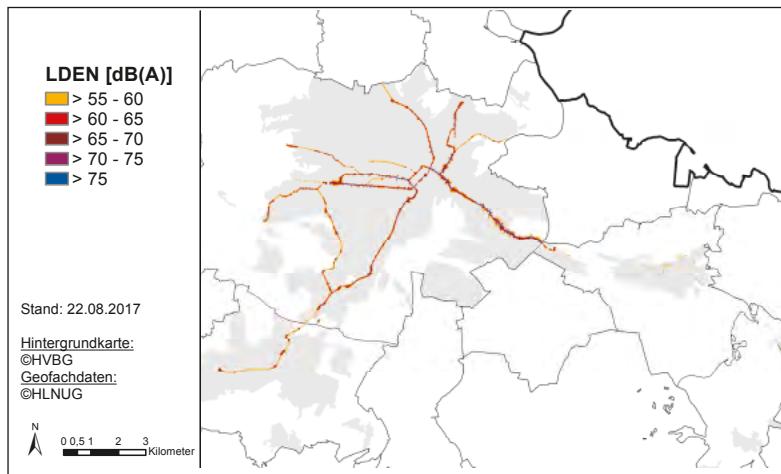 LDEN [dB(A)]
> 55 - 60
> 60 - 65
> 65 - 70
> 70 - 75
> 75
Stand: 22.08.2017
Hintergrundkarte:
©HVBG
Geofachdaten:
©HLNUG
N
0 0,5 1 2 3
Kilometer